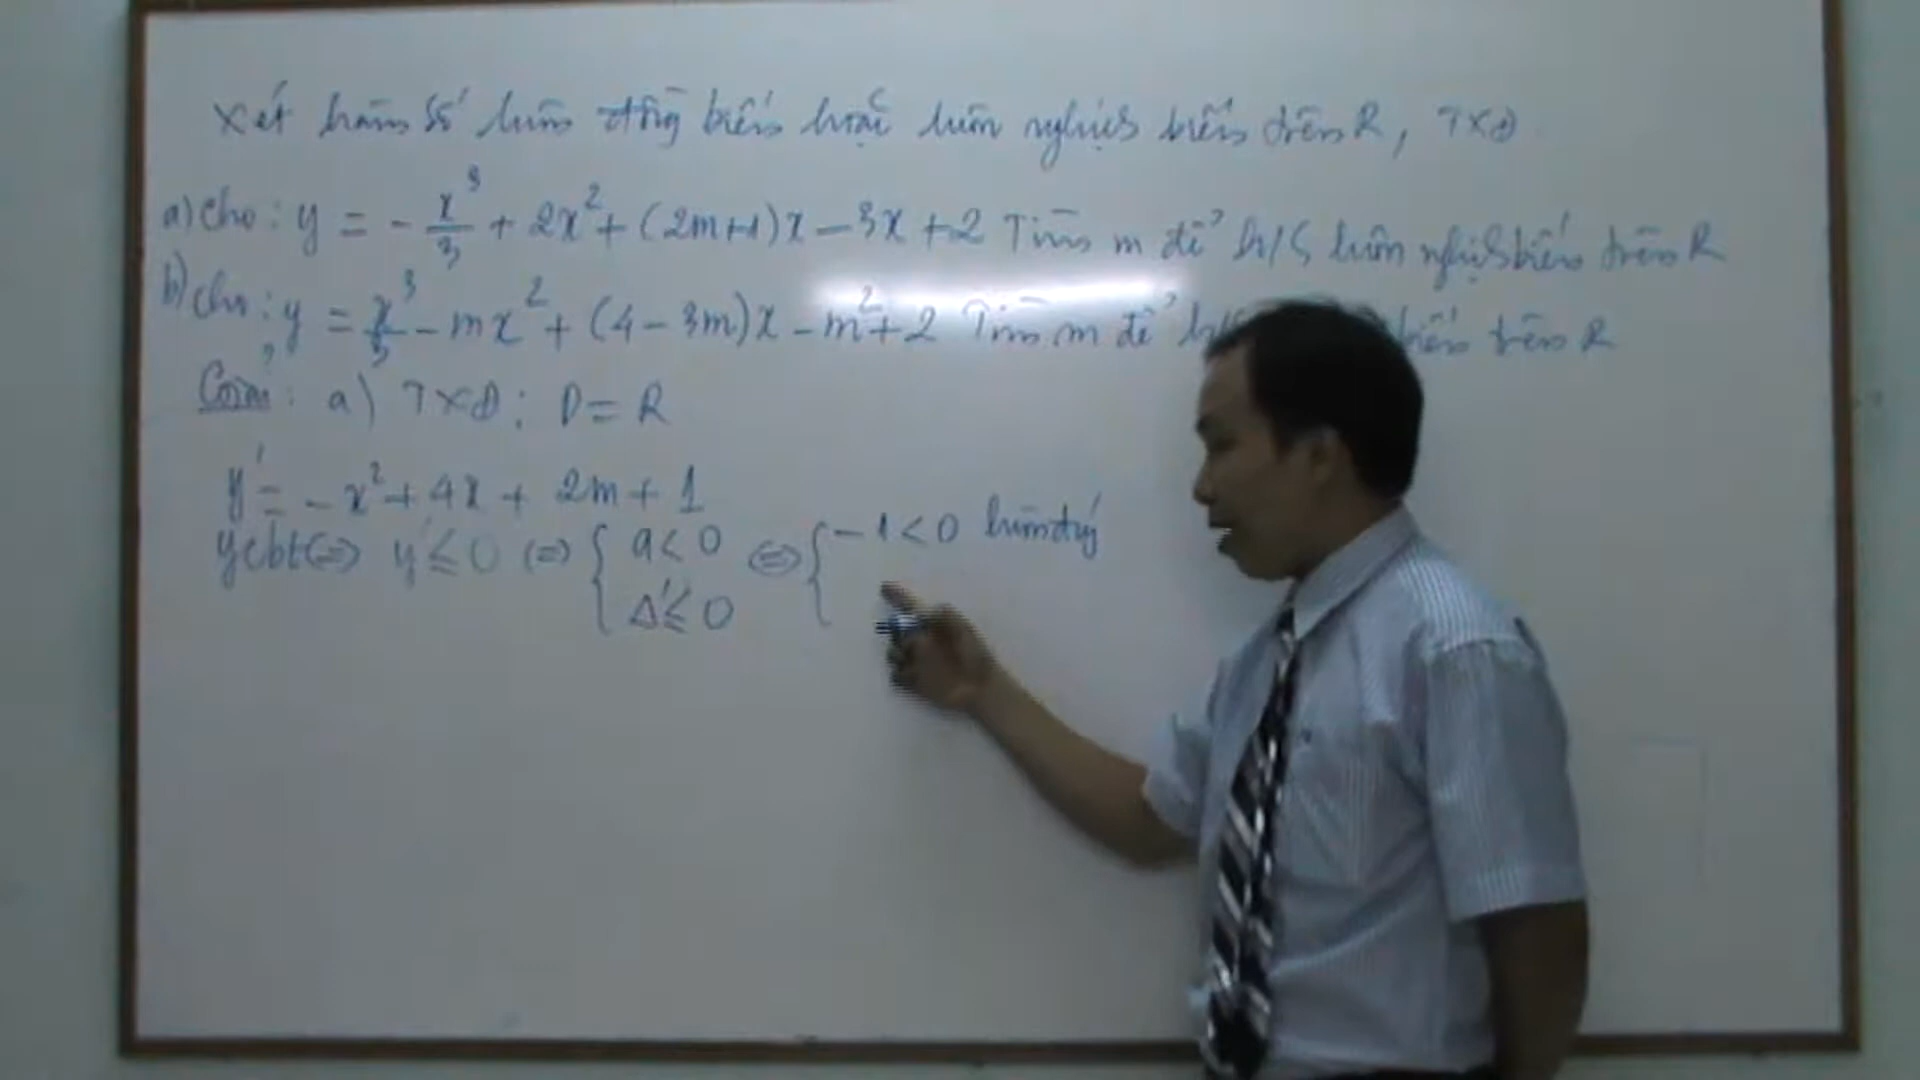 Xét hàm số luôn đồng biến hoặc luôn nghịch biến trên R, TXĐ
a) Cho: y = - x³/3 + 2x² + (2m+1)x - 3x + 2 Tìm m để h/s luôn nghịch biến trên R
b) Cho: y = x³/3 - mx² + (4 - 3m)x - m² + 2 Tìm m để h/s biến trên R
Giải: a) TXĐ: D = R
y' = - x² + 4x + 2m + 1
ycbt ⇔ y' ≤ 0 ⇔ { a < 0 ⇔ { - 1 < 0 luôn đúng
Δ' ≤ 0